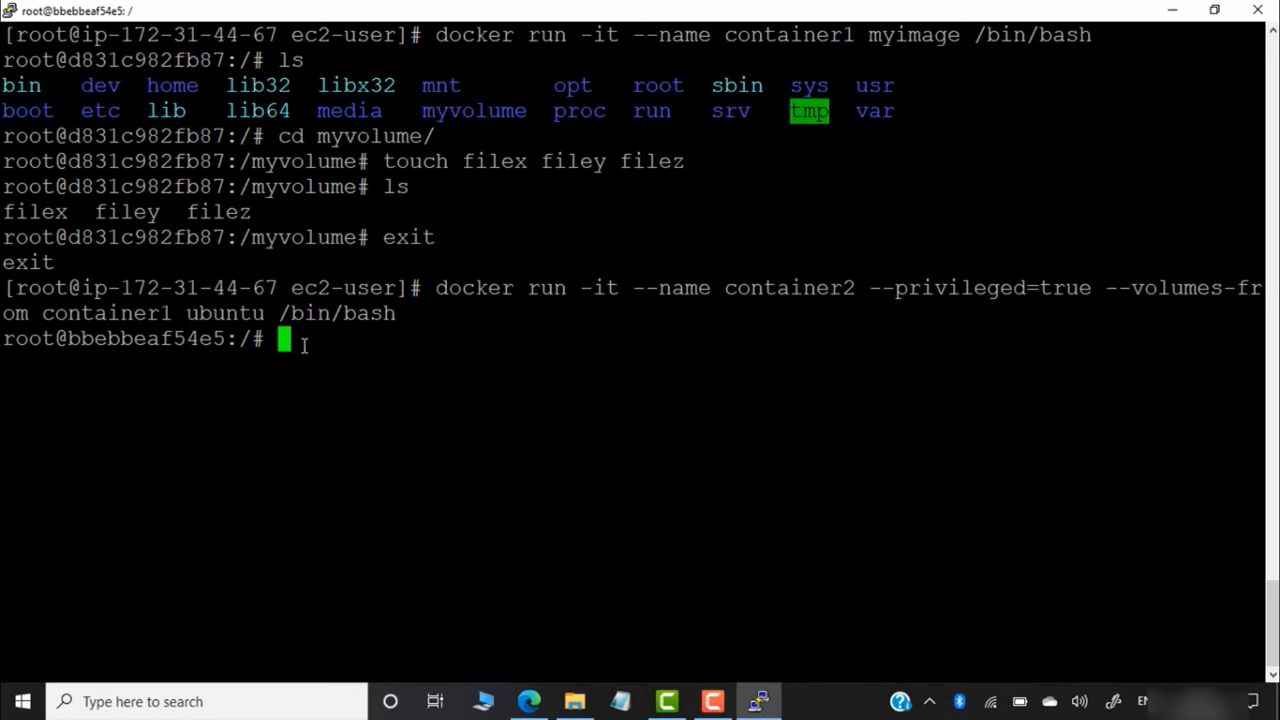 root@bbebbeaf54e5: /
[root@ip-172-31-44-67 ec2-user]# docker run -it --name container1 myimage /bin/bash
root@d831c982fb87:/# ls
bin dev home lib32 libx32 mnt opt root sbin sys usr
boot etc lib lib64 media myvolume proc run srv tmp var
root@d831c982fb87:/# cd myvolume/
root@d831c982fb87:/myvolume# touch filex filey filez
root@d831c982fb87:/myvolume# ls
filex filey filez
root@d831c982fb87:/myvolume# exit
exit
[root@ip-172-31-44-67 ec2-user]# docker run -it --name container2 --privileged=true --volumes-fr
om container1 ubuntu /bin/bash
root@bbebbeaf54e5:/#
Type here to search